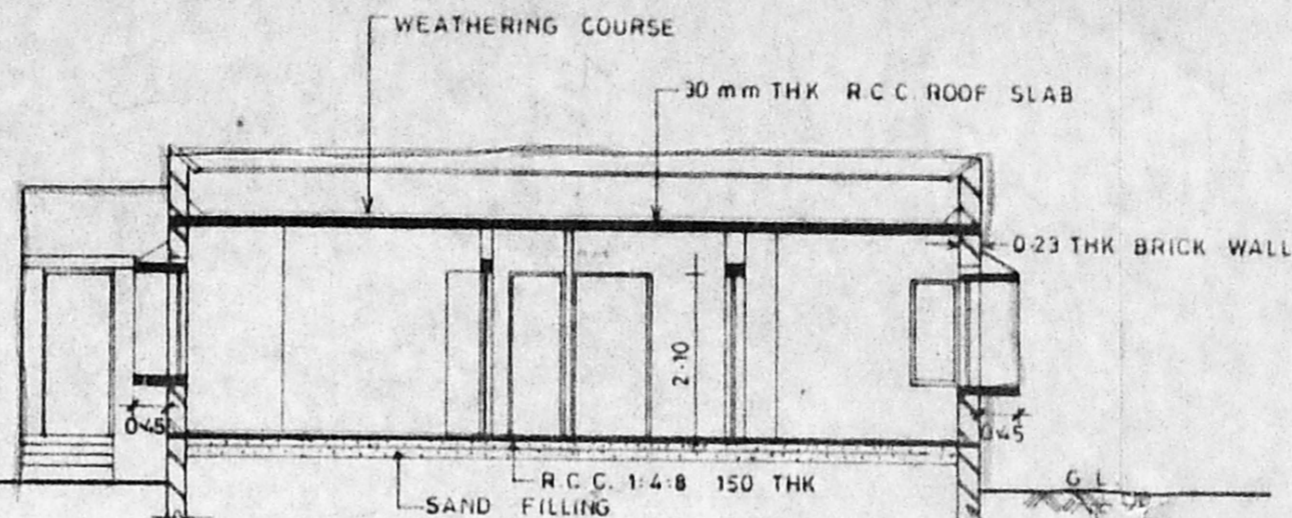 WEATHERING COURSE
30 mm THK R.C.C. ROOF SLAB
0.23 THK BRICK WALL
2.10
0.45
0.45
R.C.C. 1:4:8 150 THK
G L
SAND FILLING